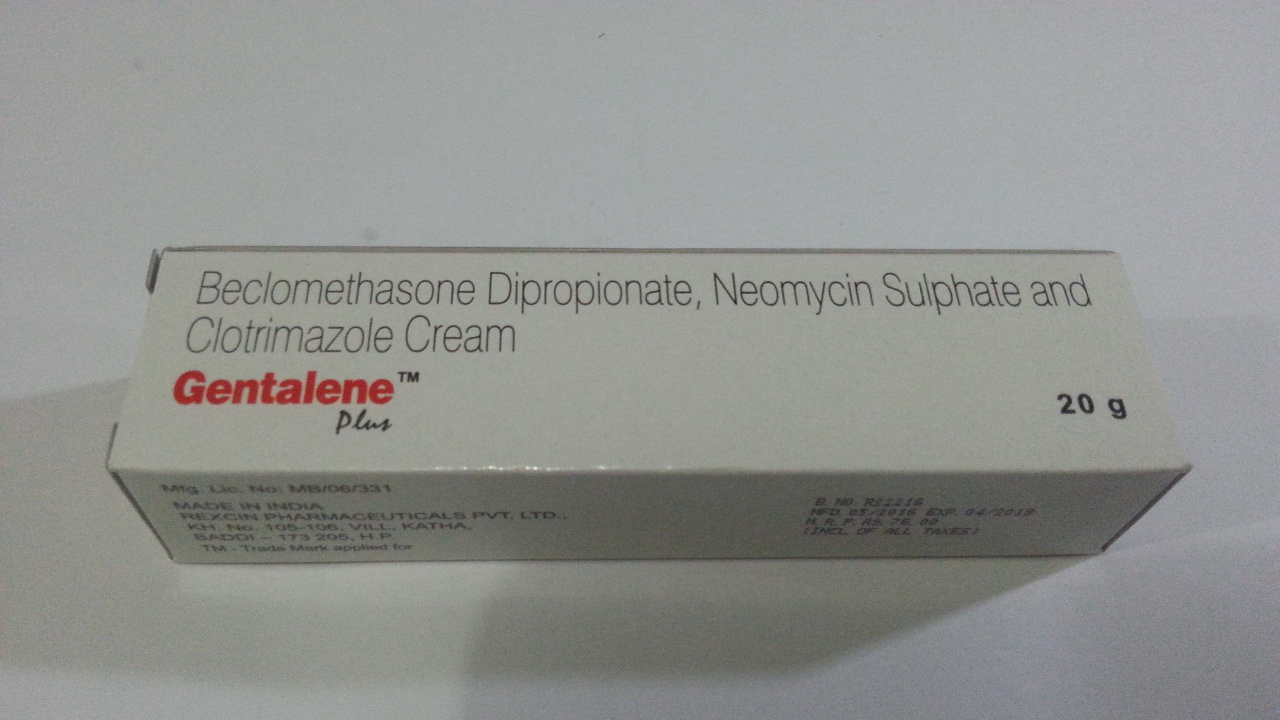 Beclomethasone Dipropionate, Neomycin Sulphate and
Clotrimazole Cream
Gentalene™
Plus
20 g
Mfg. Lic. No: MB/06/331
MADE IN INDIA
REXCIN PHARMACEUTICALS PVT. LTD.,
KH. No. 105-106, VILL, KATHA,
BADDI – 173 205, H.P.
TM - Trade Mark applied for
B. NO. R22216
MFD. 05/2016 EXP. 04/2018
M. R. P. RS. 76.00
(INCL. OF ALL TAXES)